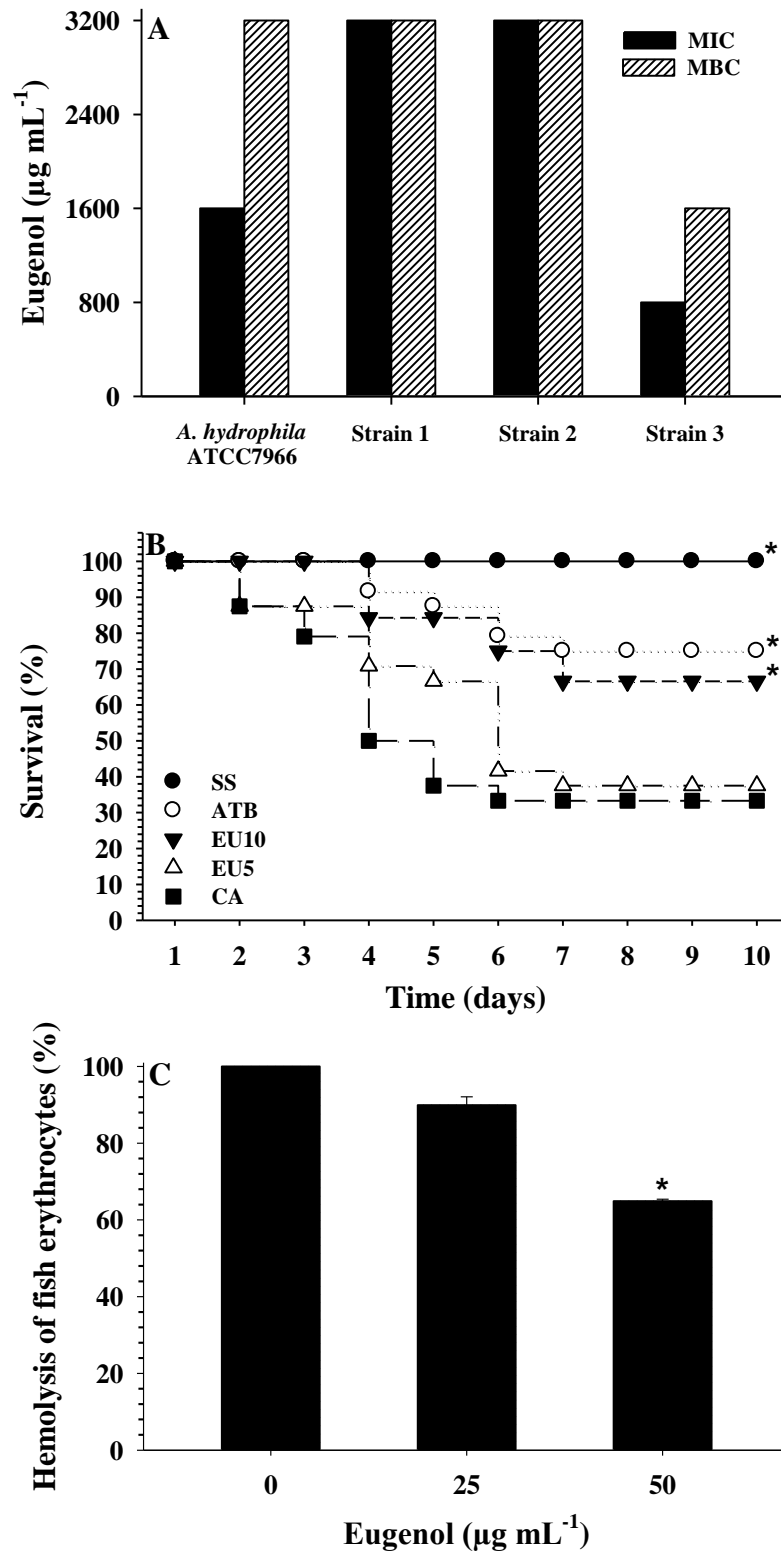 A
MIC
MBC
Eugenol (µg mL⁻¹)
3200
2400
1600
800
0
A. hydrophila
ATCC7966
Strain 1
Strain 2
Strain 3
B
Survival (%)
100
90
80
70
60
50
40
30
20
10
0
*
*
*
SS
ATB
EU10
EU5
CA
1 2 3 4 5 6 7 8 9 10
Time (days)
C
Hemolysis of fish erythrocytes (%)
100
80
60
40
20
0
*
0 25 50
Eugenol (µg mL⁻¹)